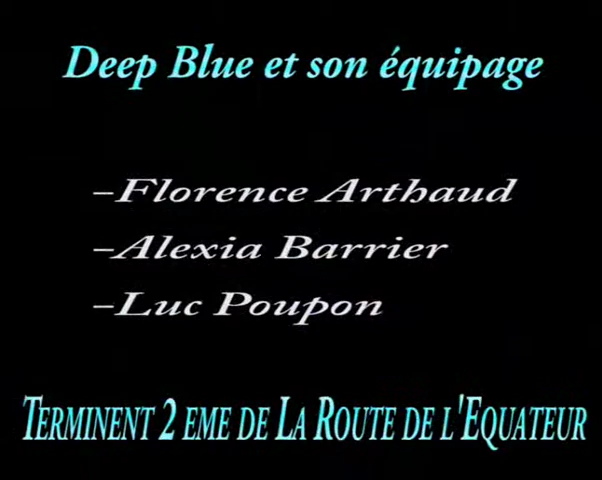 Deep Blue et son équipage
-Florence Arthaud
-Alexia Barrier
-Luc Poupon
TERMINENT 2 EME DE LA ROUTE DE L'EQUATEUR